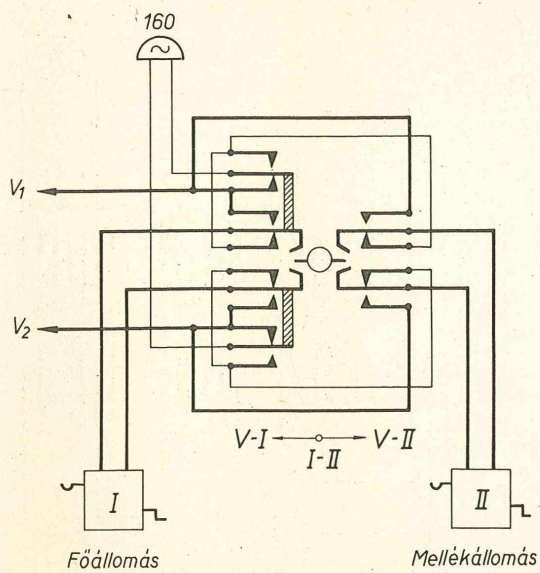 160
V1
V2
V-I V-II
I-II
I II
Főállomás Mellékállomás